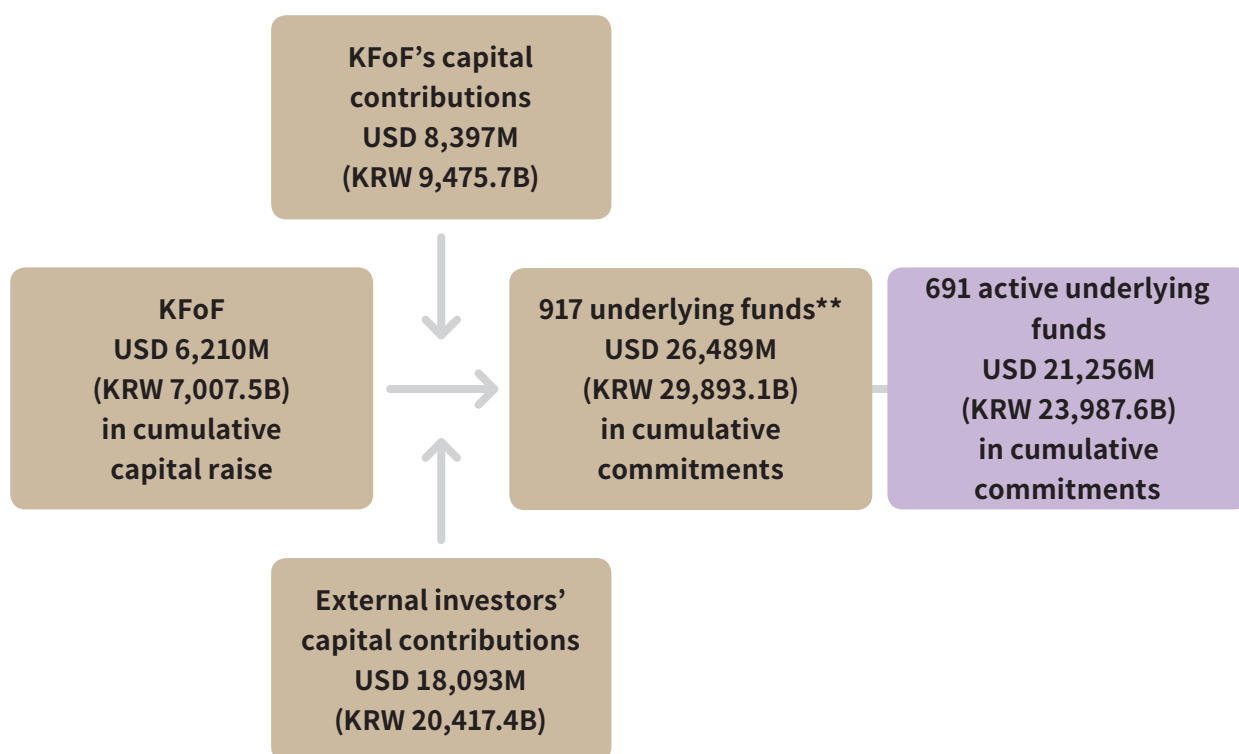 KFoF’s capital
contributions
USD 8,397M
(KRW 9,475.7B)
KFoF
USD 6,210M
(KRW 7,007.5B)
in cumulative
capital raise
917 underlying funds**
USD 26,489M
(KRW 29,893.1B)
in cumulative
commitments
691 active underlying
funds
USD 21,256M
(KRW 23,987.6B)
in cumulative
commitments
External investors’
capital contributions
USD 18,093M
(KRW 20,417.4B)